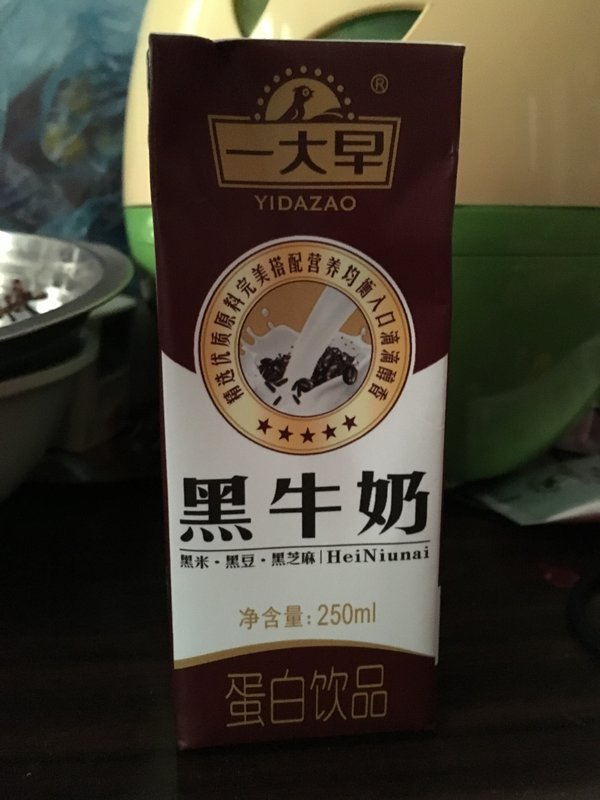 ®
一大早
YIDAZAO
精选优质原料完美搭配营养均衡入口滴滴醇香
黑牛奶
黑米·黑豆·黑芝麻|HeiNiunai
净含量:250ml
蛋白饮品